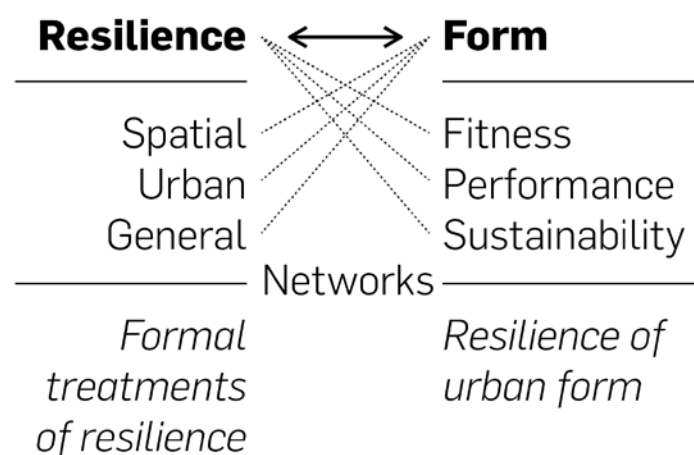 Resilience Form
Spatial Fitness
Urban Performance
General Sustainability
Networks
Formal Resilience of
treatments urban form
of resilience